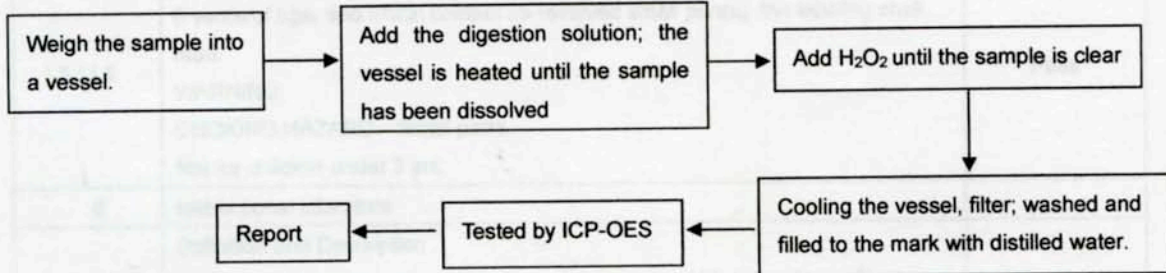 Weigh the sample into
a vessel.
Add the digestion solution; the
vessel is heated until the sample
has been dissolved
Add H₂O₂ until the sample is clear
Cooling the vessel, filter; washed and
filled to the mark with distilled water.
Tested by ICP-OES
Report